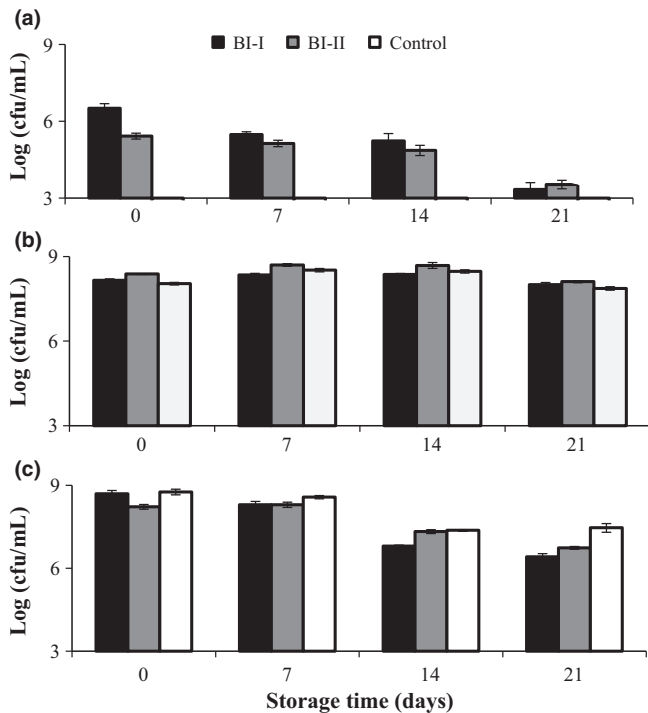 (a)
BI-I BI-II Control
Log (cfu/mL)
9
6
3
0 7 14 21
(b)
Log (cfu/mL)
9
6
3
0 7 14 21
(c)
Log (cfu/mL)
9
6
3
0 7 14 21
Storage time (days)